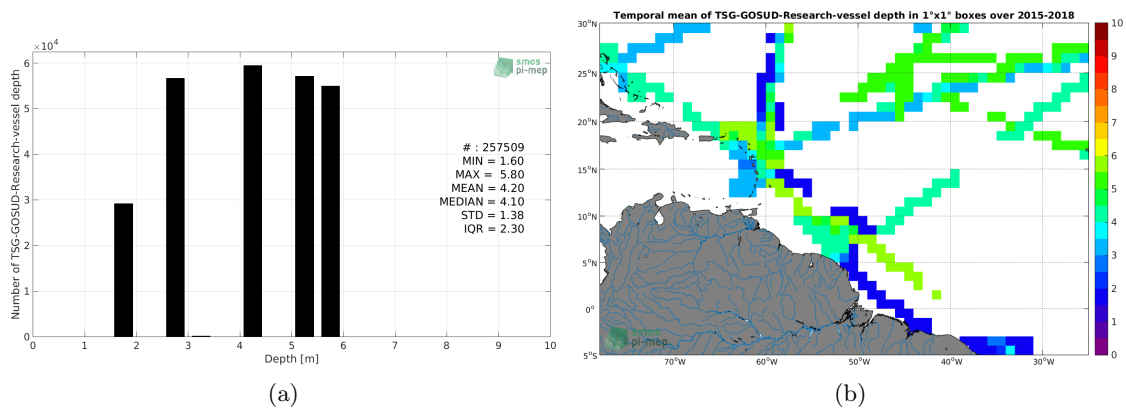 ×10⁴
6
5
4
3
2
1
0
Number of TSG-GOSUD-Research-vessel depth
smos
pi-mep
# : 257509
MIN = 1.60
MAX = 5.80
MEAN = 4.20
MEDIAN = 4.10
STD = 1.38
IQR = 2.30
0 1 2 3 4 5 6 7 8 9 10
Depth [m]
(a)
Temporal mean of TSG-GOSUD-Research-vessel depth in 1°x1° boxes over 2015-2018
30°N
25°N
20°N
15°N
10°N
5°N
0°
5°S
70°W 60°W 50°W 40°W 30°W
smos
pi-mep
10
9
8
7
6
5
4
3
2
1
0
(b)